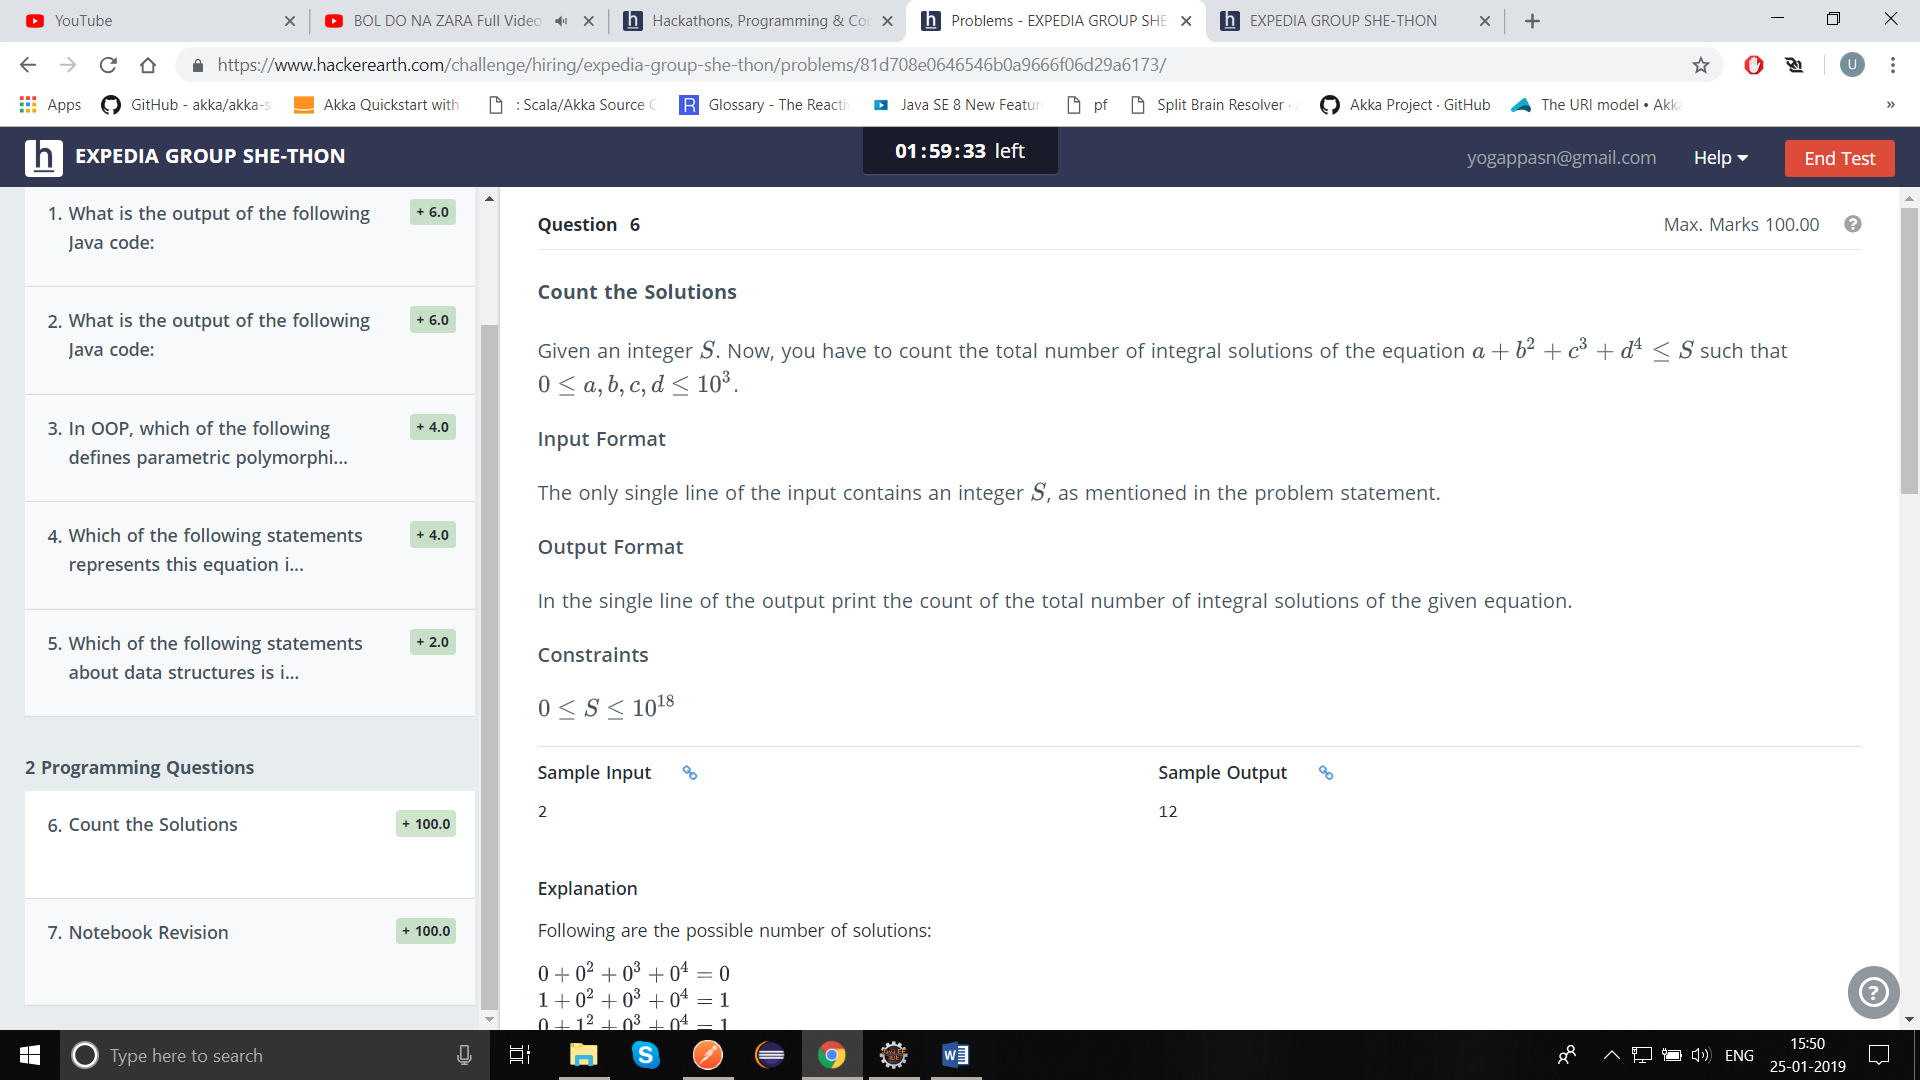 YouTube
BOL DO NA ZARA Full Video
Hackathons, Programming & Co
Problems - EXPEDIA GROUP SHE
EXPEDIA GROUP SHE-THON
https://www.hackerearth.com/challenge/hiring/expedia-group-she-thon/problems/81d708e0646546b0a9666f06d29a6173/
U
Apps
GitHub - akka/akka-s
Akka Quickstart with
: Scala/Akka Source
R Glossary - The Reacti
Java SE 8 New Featur
pf
Split Brain Resolver ·
Akka Project · GitHub
The URI model • Akk
»
h EXPEDIA GROUP SHE-THON
01:59:33 left
yogappasn@gmail.com
Help
End Test
1. What is the output of the following + 6.0
Java code:
2. What is the output of the following + 6.0
Java code:
3. In OOP, which of the following + 4.0
defines parametric polymorphi...
4. Which of the following statements + 4.0
represents this equation i...
5. Which of the following statements + 2.0
about data structures is i...
2 Programming Questions
6. Count the Solutions + 100.0
7. Notebook Revision + 100.0
Question 6
Max. Marks 100.00
Count the Solutions
Given an integer S. Now, you have to count the total number of integral solutions of the equation a + b² + c³ + d⁴ ≤ S such that
0 ≤ a, b, c, d ≤ 10³.
Input Format
The only single line of the input contains an integer S, as mentioned in the problem statement.
Output Format
In the single line of the output print the count of the total number of integral solutions of the given equation.
Constraints
0 ≤ S ≤ 10¹⁸
Sample Input
Sample Output
2
12
Explanation
Following are the possible number of solutions:
0 + 0² + 0³ + 0⁴ = 0
1 + 0² + 0³ + 0⁴ = 1
0 + 1² + 0³ + 0⁴ = 1
Type here to search
ENG
15:50
25-01-2019